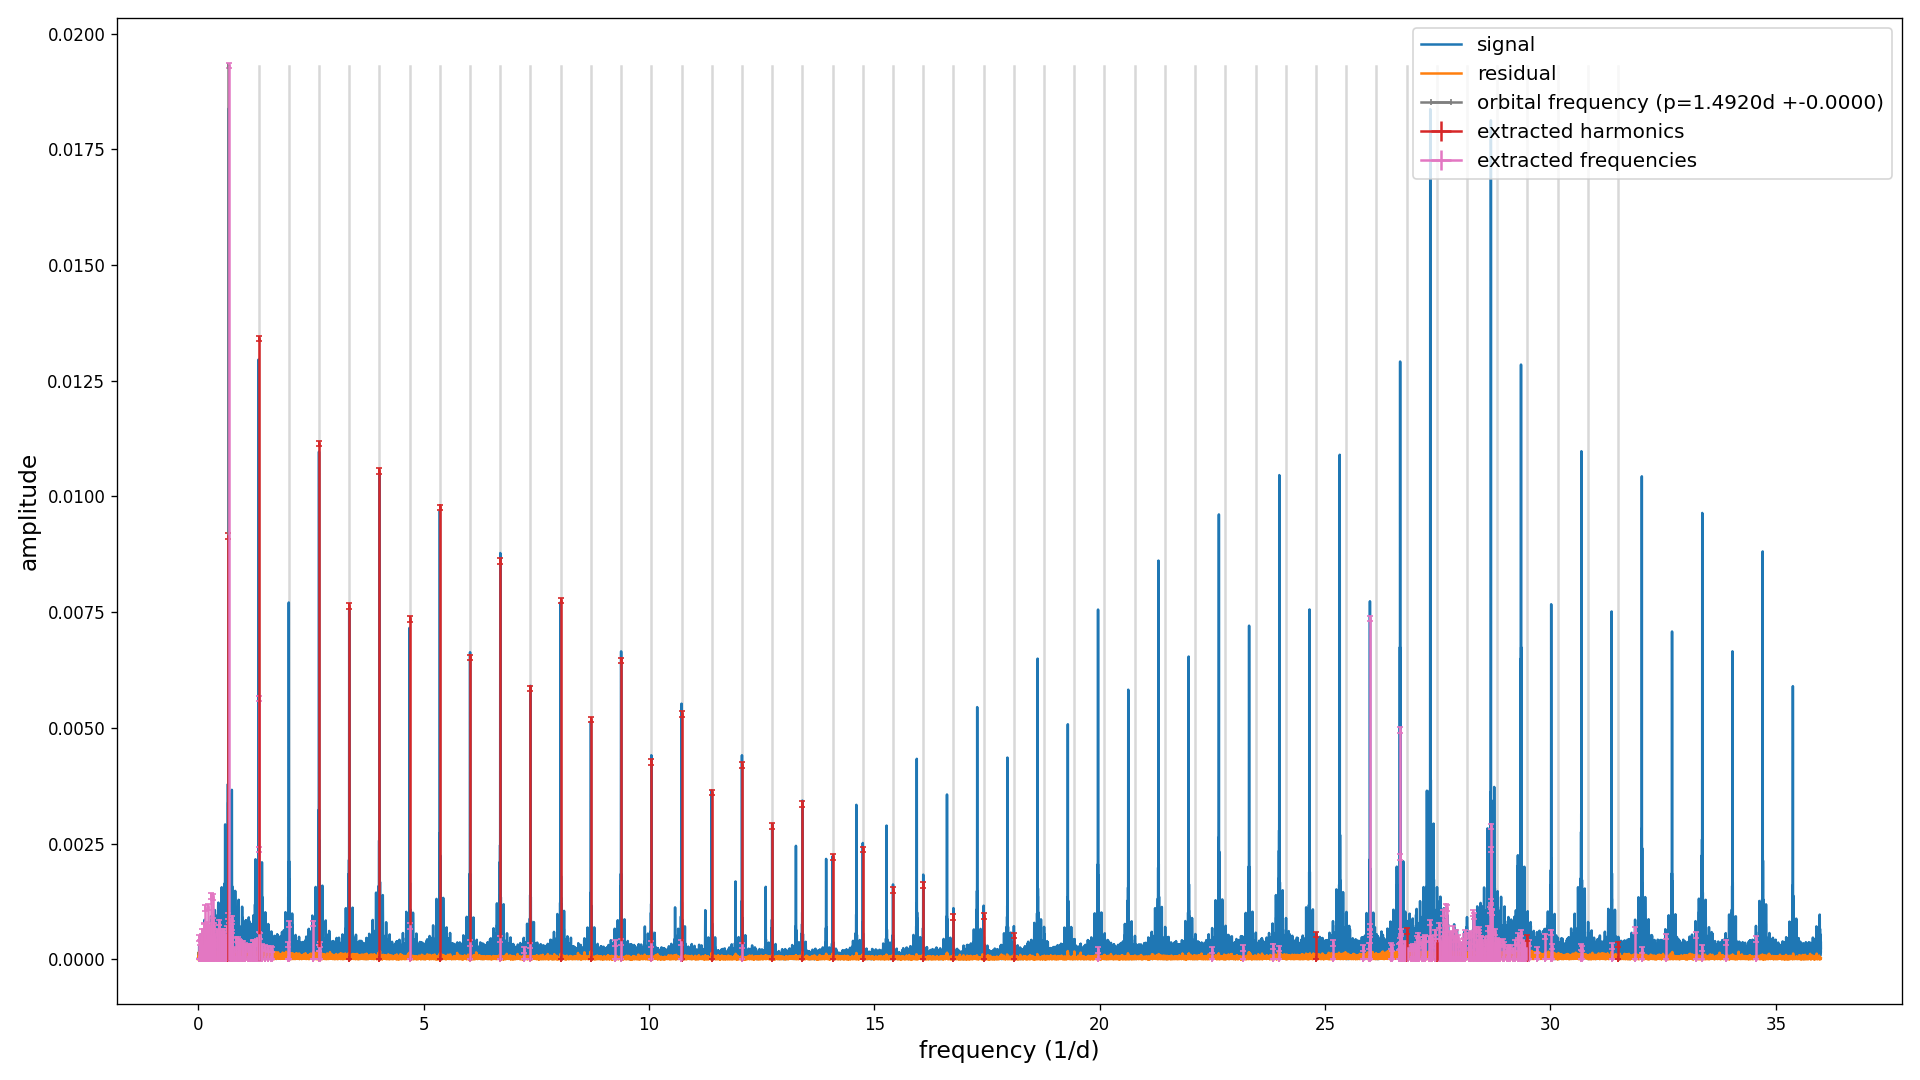 0.0200
0.0175
0.0150
0.0125
0.0100
0.0075
0.0050
0.0025
0.0000
amplitude
signal
residual
orbital frequency (p=1.4920d +-0.0000)
extracted harmonics
extracted frequencies
0 5 10 15 20 25 30 35
frequency (1/d)